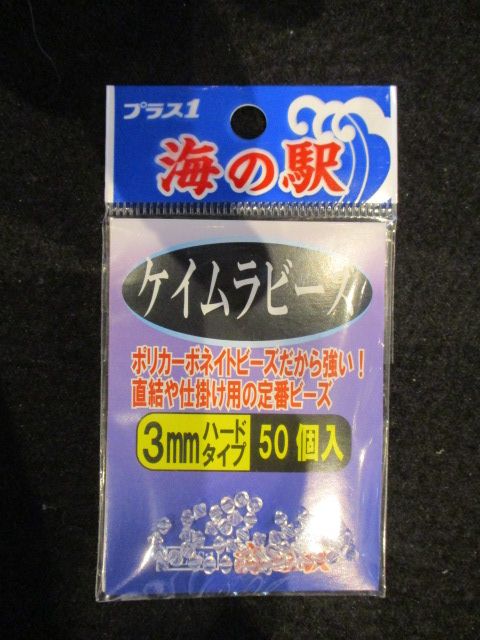 プラス1
海の駅
ケイムラビーズ
ポリカーボネイトビーズだから強い!
直結や仕掛け用の定番ビーズ
3mm ハードタイプ 50個入